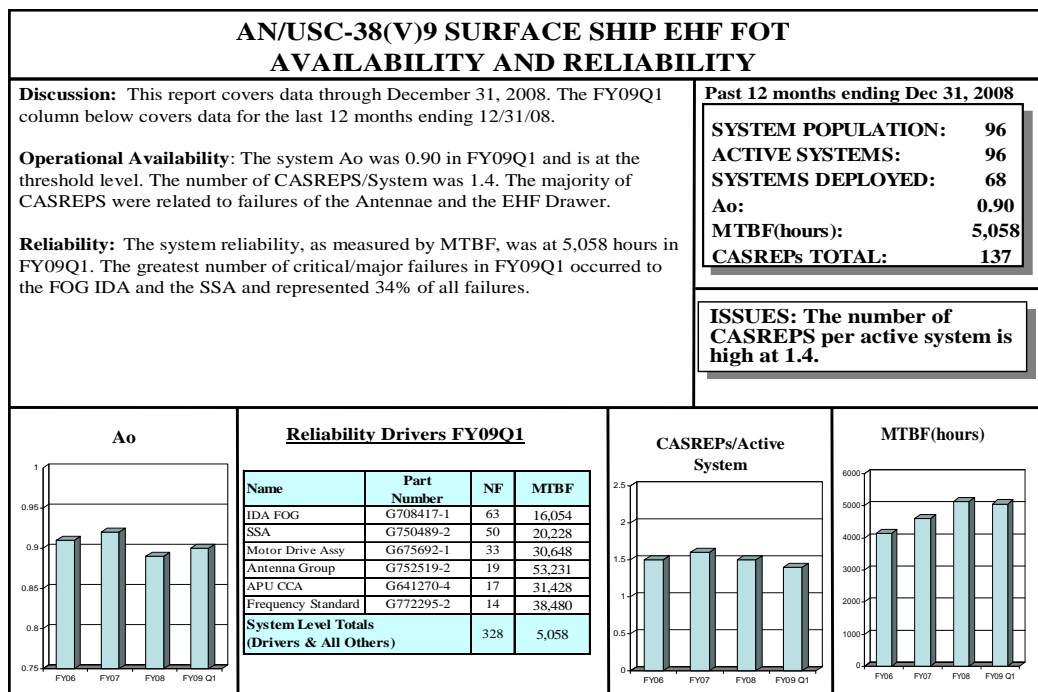 AN/USC-38(V)9 SURFACE SHIP EHF FOT
AVAILABILITY AND RELIABILITY
Discussion: This report covers data through December 31, 2008. The FY09Q1
column below covers data for the last 12 months ending 12/31/08.
Operational Availability: The system Ao was 0.90 in FY09Q1 and is at the
threshold level. The number of CASREPS/System was 1.4. The majority of
CASREPS were related to failures of the Antennae and the EHF Drawer.
Reliability: The system reliability, as measured by MTBF, was at 5,058 hours in
FY09Q1. The greatest number of critical/major failures in FY09Q1 occurred to
the FOG IDA and the SSA and represented 34% of all failures.
Past 12 months ending Dec 31, 2008
SYSTEM POPULATION: 96
ACTIVE SYSTEMS: 96
SYSTEMS DEPLOYED: 68
Ao: 0.90
MTBF(hours): 5,058
CASREPs TOTAL: 137
ISSUES: The number of
CASREPS per active system is
high at 1.4.
Ao
1
0.95
0.9
0.85
0.8
0.75
FY06 FY07 FY08 FY09 Q1
Reliability Drivers FY09Q1
Name Part Number NF MTBF
IDA FOG G708417-1 63 16,054
SSA G750489-2 50 20,228
Motor Drive Assy G675692-1 33 30,648
Antenna Group G752519-2 19 53,231
APU CCA G641270-4 17 31,428
Frequency Standard G772295-2 14 38,480
System Level Totals
(Drivers & All Others) 328 5,058
CASREPs/Active
System
2.5
2
1.5
1
0.5
0
FY06 FY07 FY08 FY09 Q1
MTBF(hours)
6000
5000
4000
3000
2000
1000
0
FY06 FY07 FY08 FY09 Q1